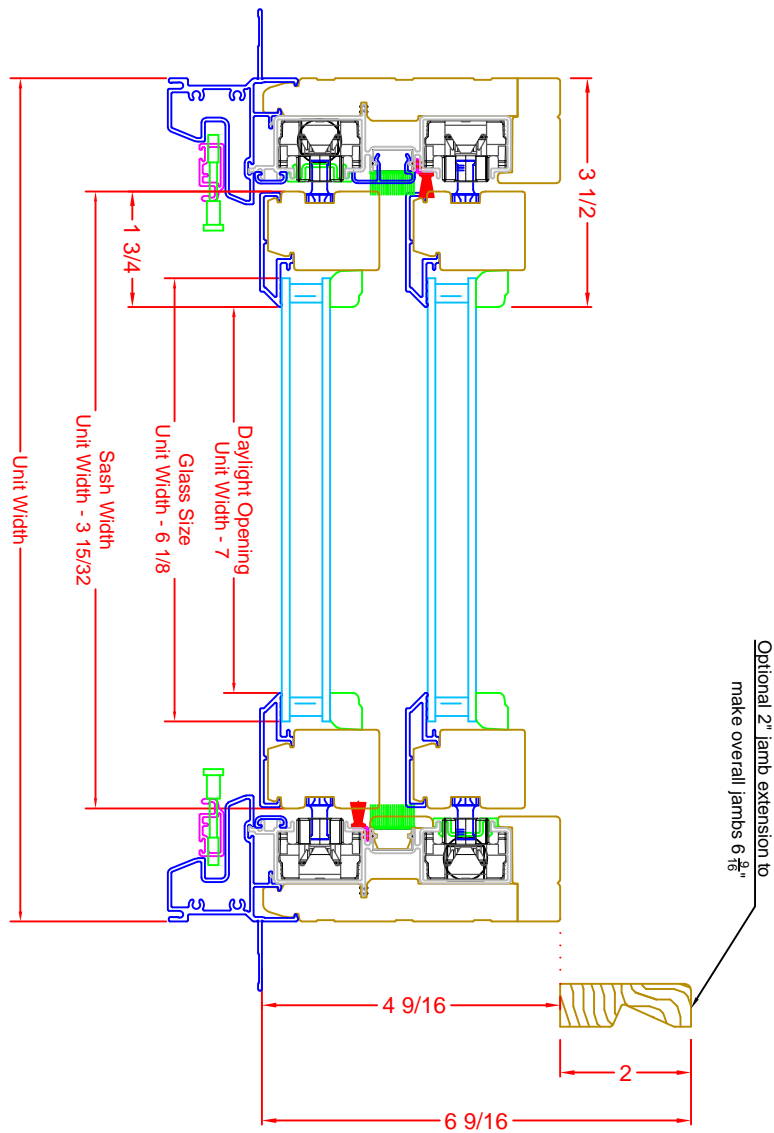 3 1/2
1 3/4
Daylight Opening
Unit Width - 7
Glass Size
Unit Width - 6 1/8
Sash Width
Unit Width - 3 15/32
Unit Width
Optional 2" jamb extension to
make overall jambs 6 9/16"
4 9/16
2
6 9/16